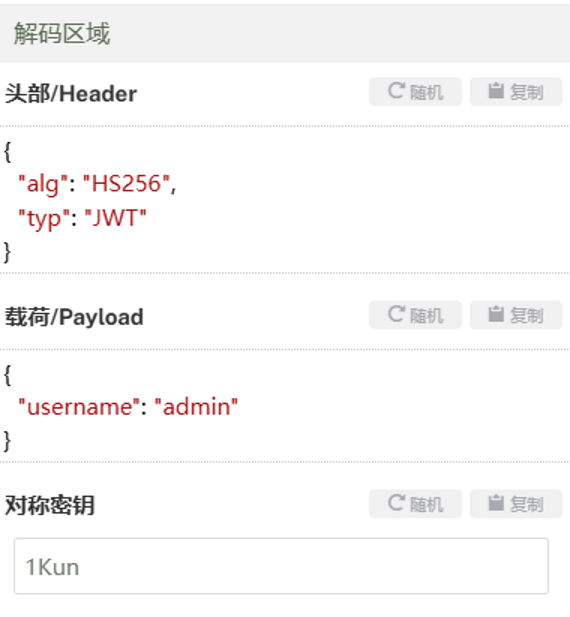 解码区域
头部/Header 随机 复制
{
"alg": "HS256",
"typ": "JWT"
}
载荷/Payload 随机 复制
{
"username": "admin"
}
对称密钥 随机 复制
1Kun